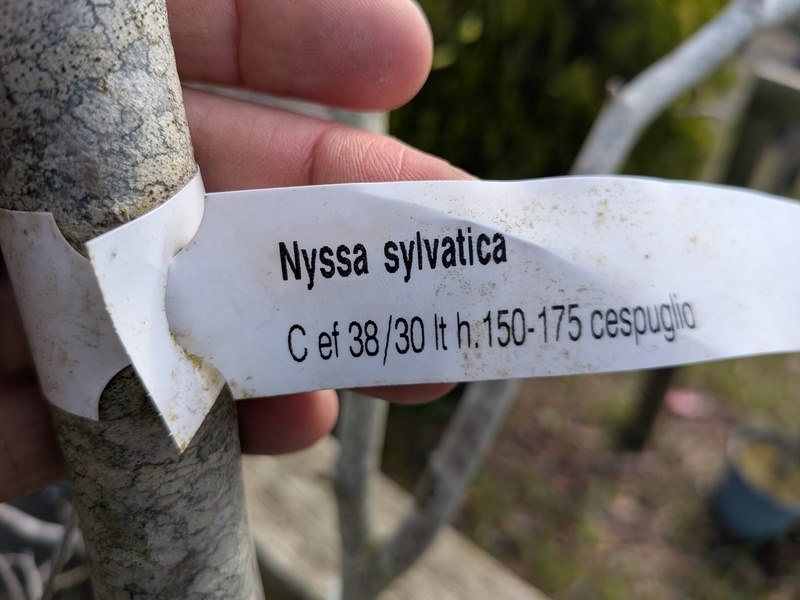 Nyssa sylvatica
C ef 38/30 lt h.150-175 cespuglio